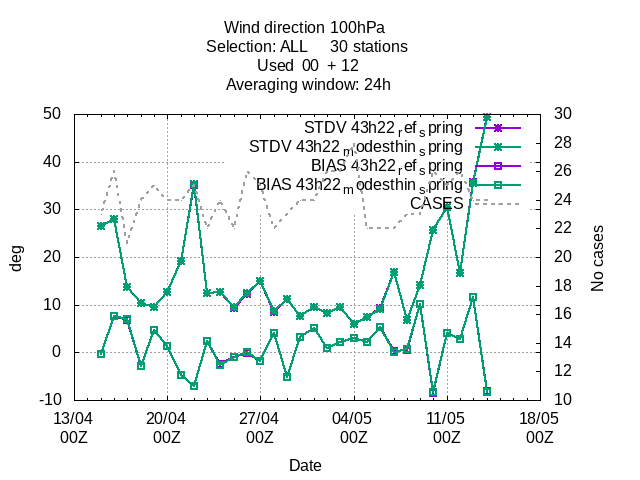 Wind direction 100hPa
Selection: ALL     30 stations
Used  00  + 12
Averaging window: 24h
STDV 43h22_ref_spring
STDV 43h22_modesthin_spring
BIAS 43h22_ref_spring
BIAS 43h22_modesthin_spring
CASES
deg
50
40
30
20
10
0
-10
30
28
26
24
22
20
18
16
14
12
10
No cases
13/04 20/04 27/04 04/05 11/05 18/05
00Z 00Z 00Z 00Z 00Z 00Z
Date